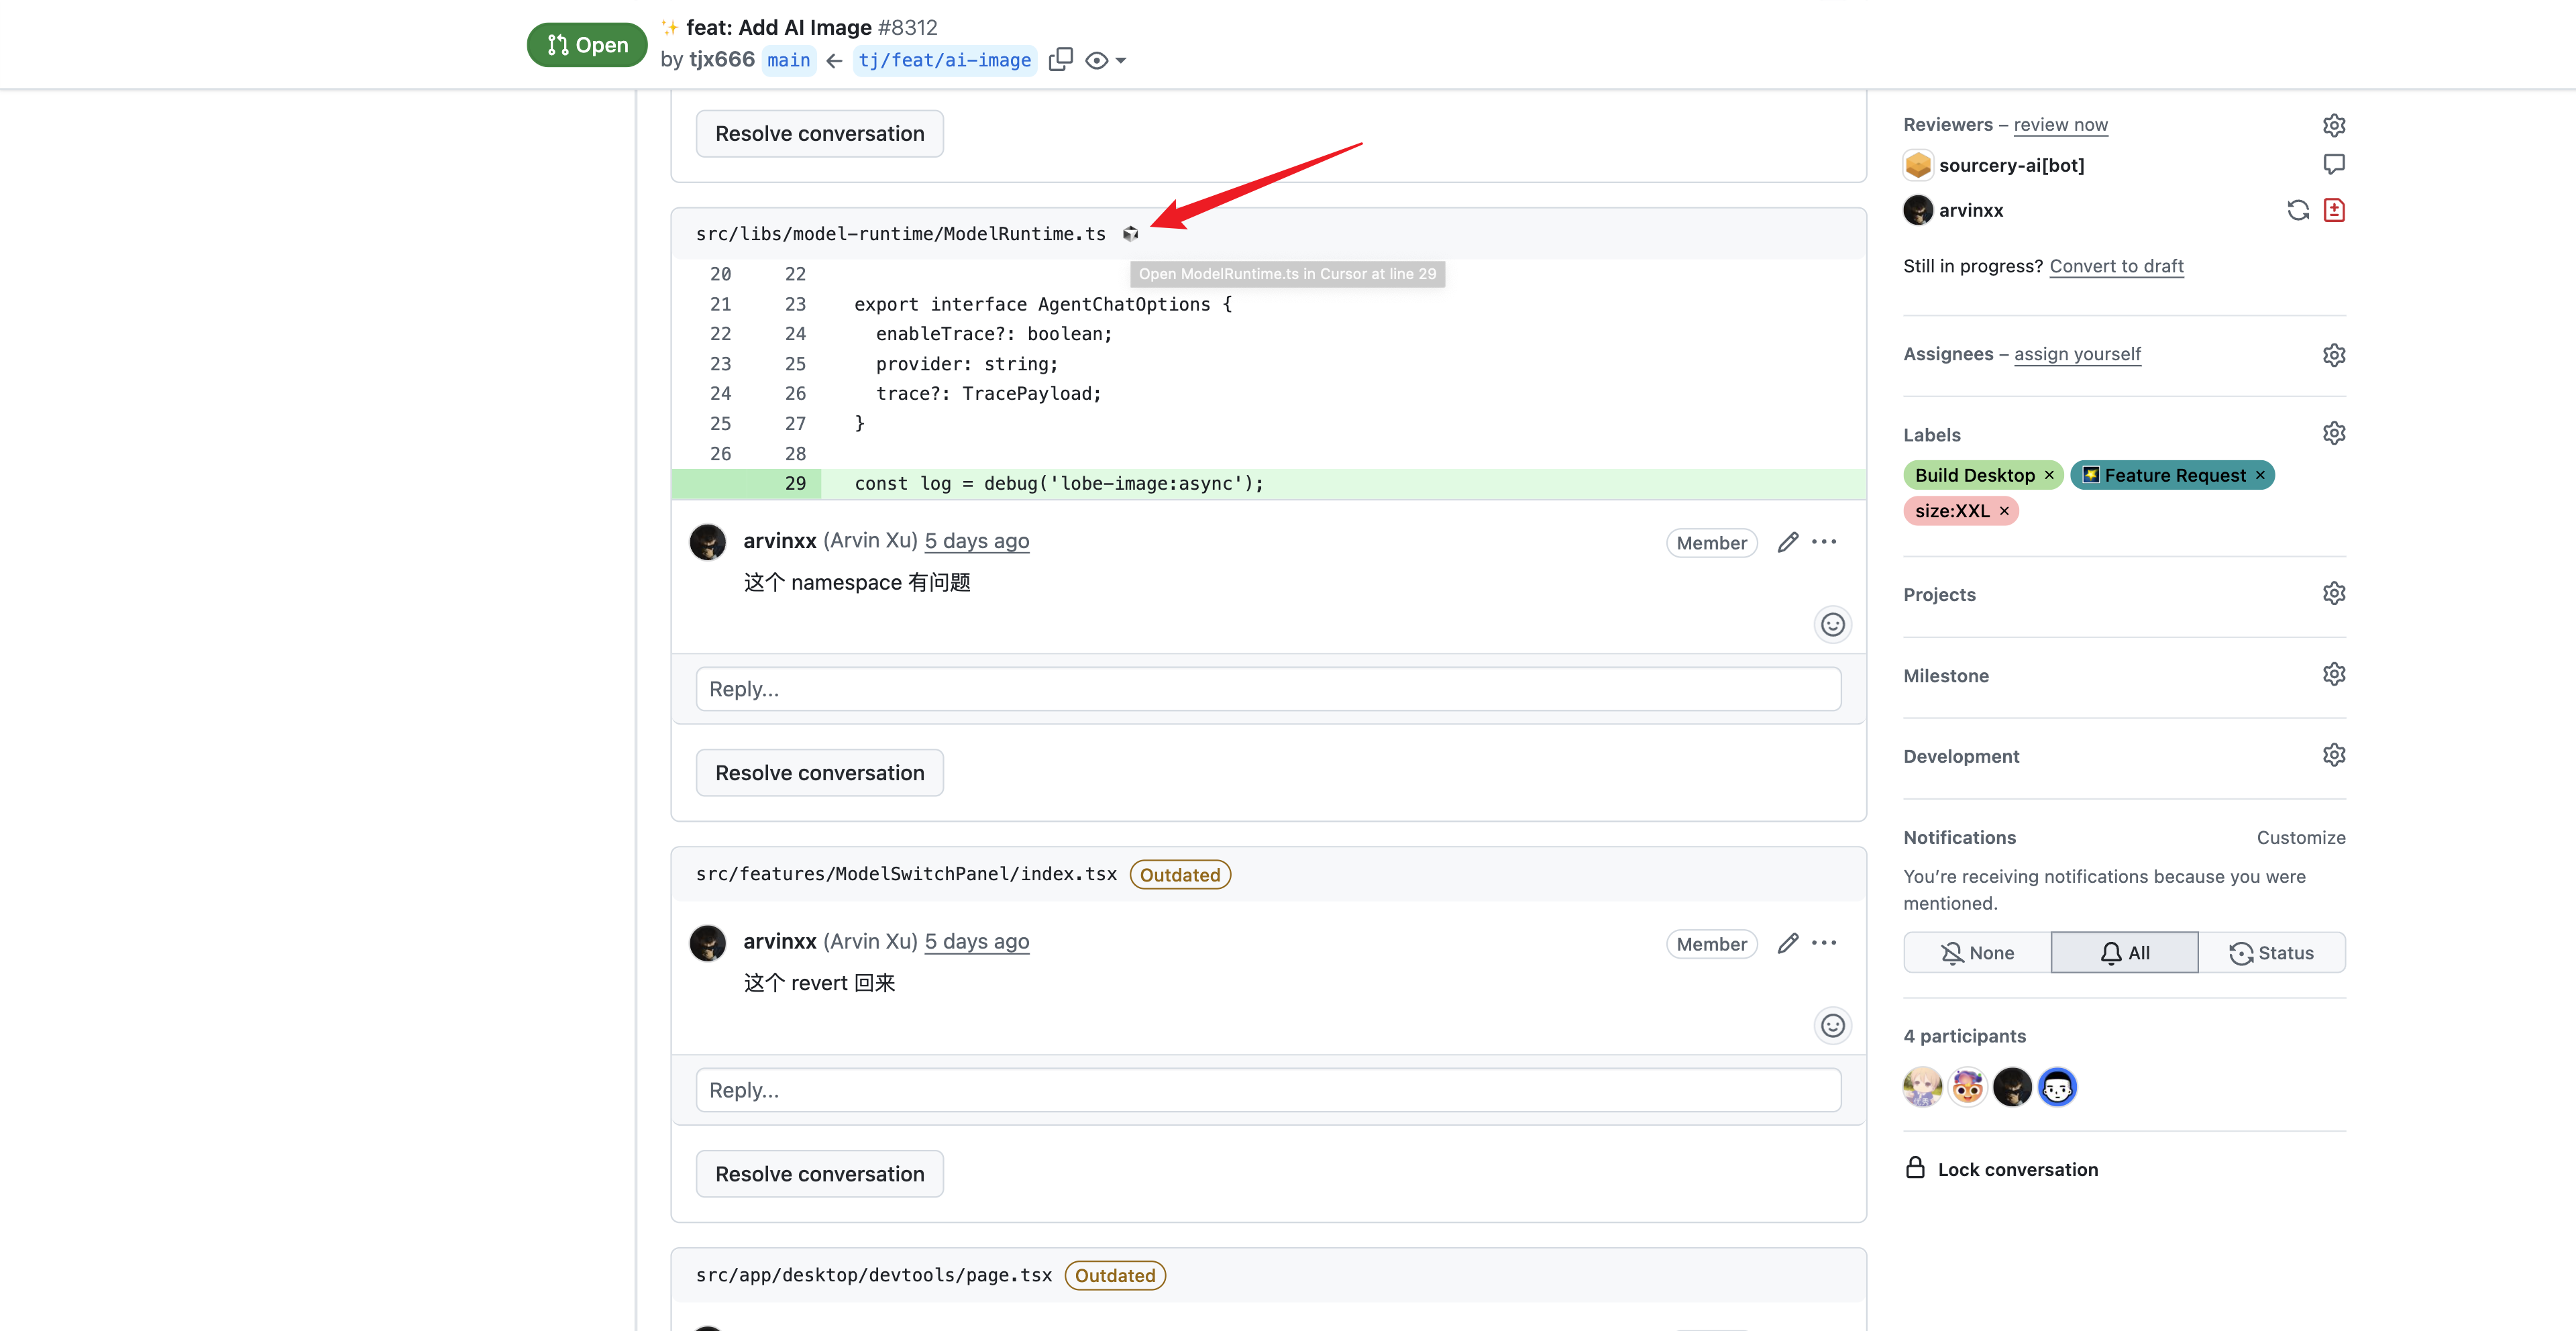 Open
✨ feat: Add AI Image #8312
by tjx666 main ← tj/feat/ai-image
Resolve conversation
src/libs/model-runtime/ModelRuntime.ts
Open ModelRuntime.ts in Cursor at line 29
20 22
21 23 export interface AgentChatOptions {
22 24 enableTrace?: boolean;
23 25 provider: string;
24 26 trace?: TracePayload;
25 27 }
26 28
29 const log = debug('lobe-image:async');
arvinxx (Arvin Xu) 5 days ago Member
这个 namespace 有问题
Reply...
Resolve conversation
src/features/ModelSwitchPanel/index.tsx Outdated
arvinxx (Arvin Xu) 5 days ago Member
这个 revert 回来
Reply...
Resolve conversation
src/app/desktop/devtools/page.tsx Outdated
Reviewers – review now
sourcery-ai[bot]
arvinxx
Still in progress? Convert to draft
Assignees – assign yourself
Labels
Build Desktop × Feature Request ×
size:XXL ×
Projects
Milestone
Development
Notifications Customize
You’re receiving notifications because you were
mentioned.
None All Status
4 participants
Lock conversation